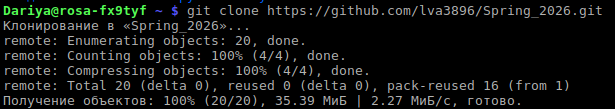 Dariya@rosa-fx9tyf ~ $ git clone https://github.com/lva3896/Spring_2026.git
Клонирование в «Spring_2026»...
remote: Enumerating objects: 20, done.
remote: Counting objects: 100% (4/4), done.
remote: Compressing objects: 100% (4/4), done.
remote: Total 20 (delta 0), reused 0 (delta 0), pack-reused 16 (from 1)
Получение объектов: 100% (20/20), 35.39 МиБ | 2.27 МиБ/с, готово.